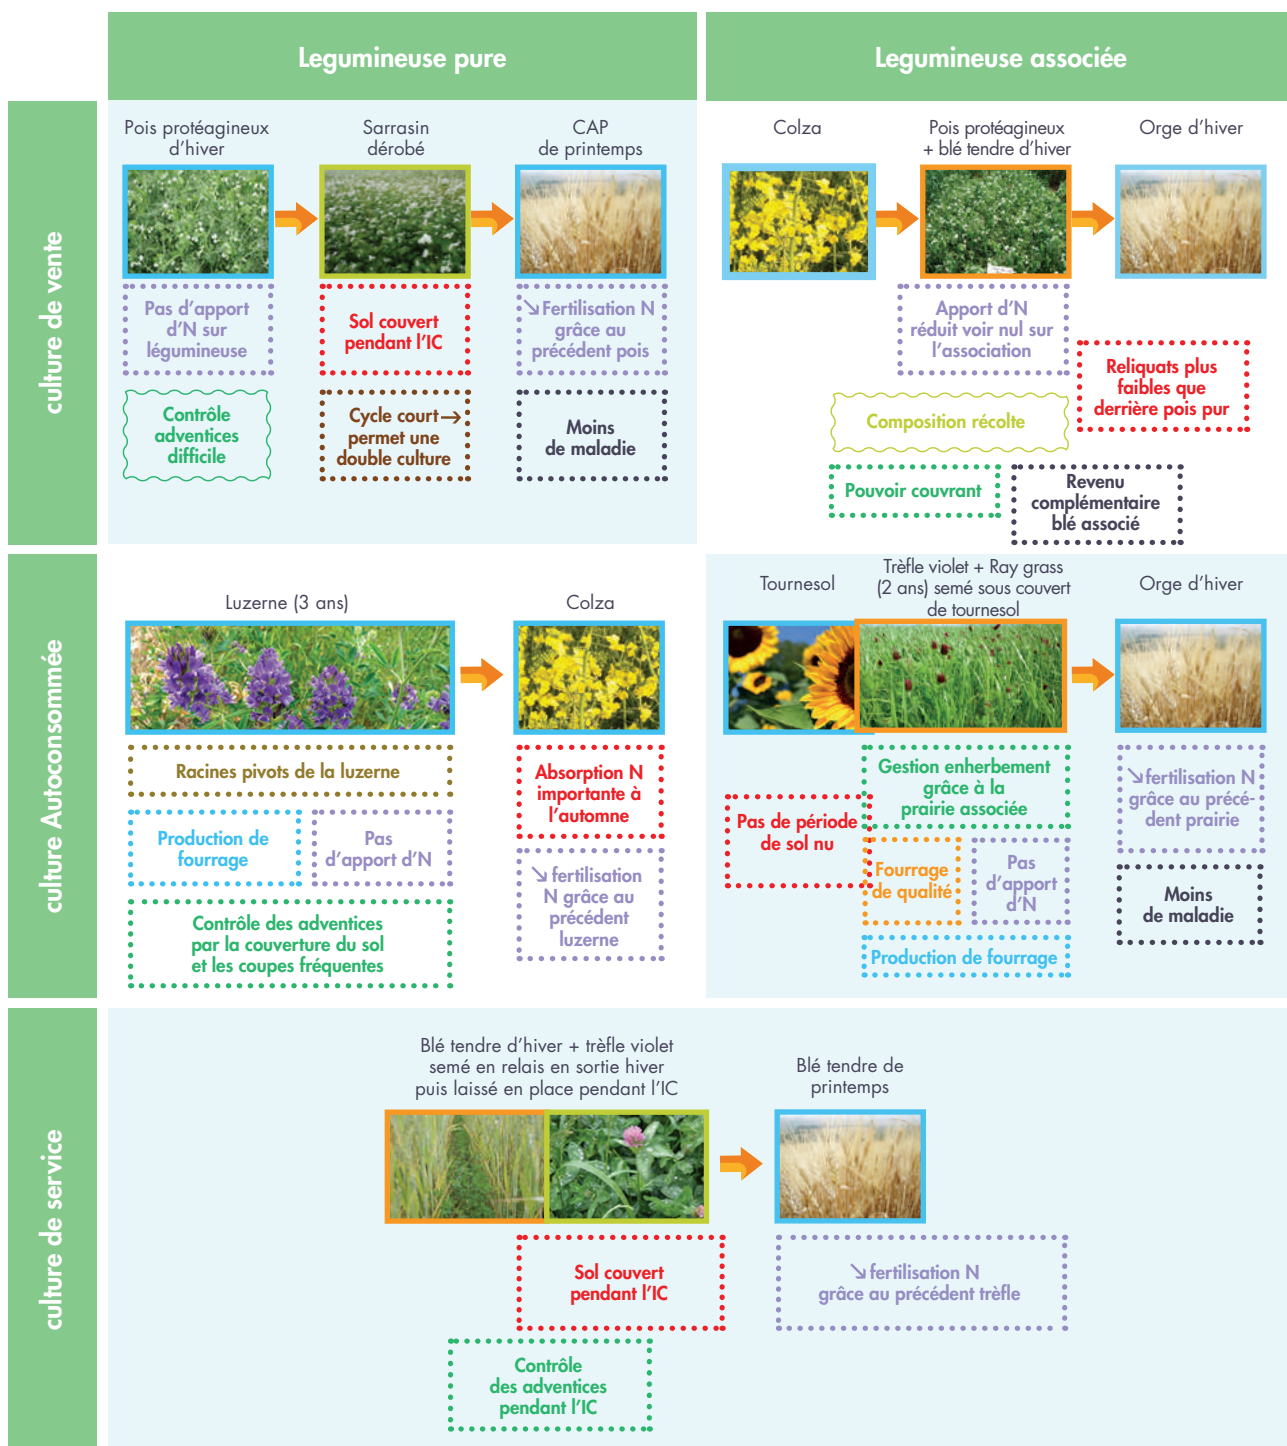 Legumineuse pure
Legumineuse associée
culture de vente
Pois protéagineux
d'hiver
Sarrasin
dérobé
CAP
de printemps
Pas d'apport
d'N sur
légumineuse
Sol couvert
pendant l'IC
↘ Fertilisation N
grâce au
précédent pois
Contrôle
adventices
difficile
Cycle court →
permet une
double culture
Moins
de maladie
Colza
Pois protéagineux
+ blé tendre d'hiver
Orge d'hiver
Apport d'N
réduit voir nul sur
l'association
Reliquats plus
faibles que
derrière pois pur
Composition récolte
Pouvoir couvrant
Revenu
complémentaire
blé associé
culture Autoconsommée
Luzerne (3 ans)
Colza
Racines pivots de la luzerne
Production de
fourrage
Pas
d'apport d'N
Contrôle des adventices
par la couverture du sol
et les coupes fréquentes
Absorption N
importante à
l'automne
↘ fertilisation
N grâce au
précédent
luzerne
Tournesol
Trèfle violet + Ray grass
(2 ans) semé sous couvert
de tournesol
Orge d'hiver
Gestion enherbement
grâce à la
prairie associée
Pas de période
de sol nu
Fourrage
de qualité
Pas
d'apport
d'N
Production de fourrage
↘ fertilisation N
grâce au précé-
dent prairie
Moins
de maladie
culture de service
Blé tendre d'hiver + trèfle violet
semé en relais en sortie hiver
puis laissé en place pendant l'IC
Blé tendre de
printemps
Sol couvert
pendant l'IC
↘ fertilisation N
grâce au précédent trèfle
Contrôle
des adventices
pendant l'IC